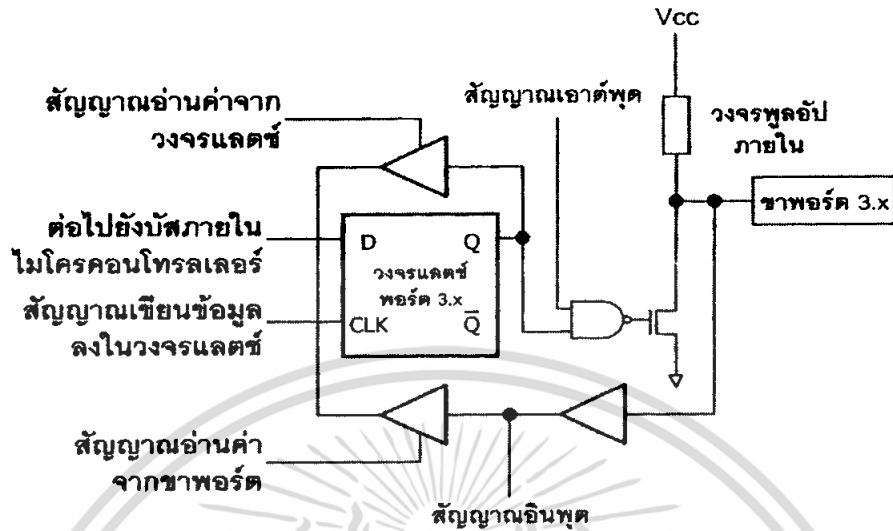 Vcc
สัญญาณอ่านค่าจาก
วงจรแลตช์
สัญญาณเอาต์พุต
วงจรพูลอัป
ภายใน
ขาพอร์ต 3.x
ต่อไปยังบัสภายใน
ไมโครคอนโทรลเลอร์
D
Q
วงจรแลตช์
พอร์ต 3.x
สัญญาณเขียนข้อมูล
ลงในวงจรแลตช์
CLK
Q̅
สัญญาณอ่านค่า
จากขาพอร์ต
สัญญาณอินพุต